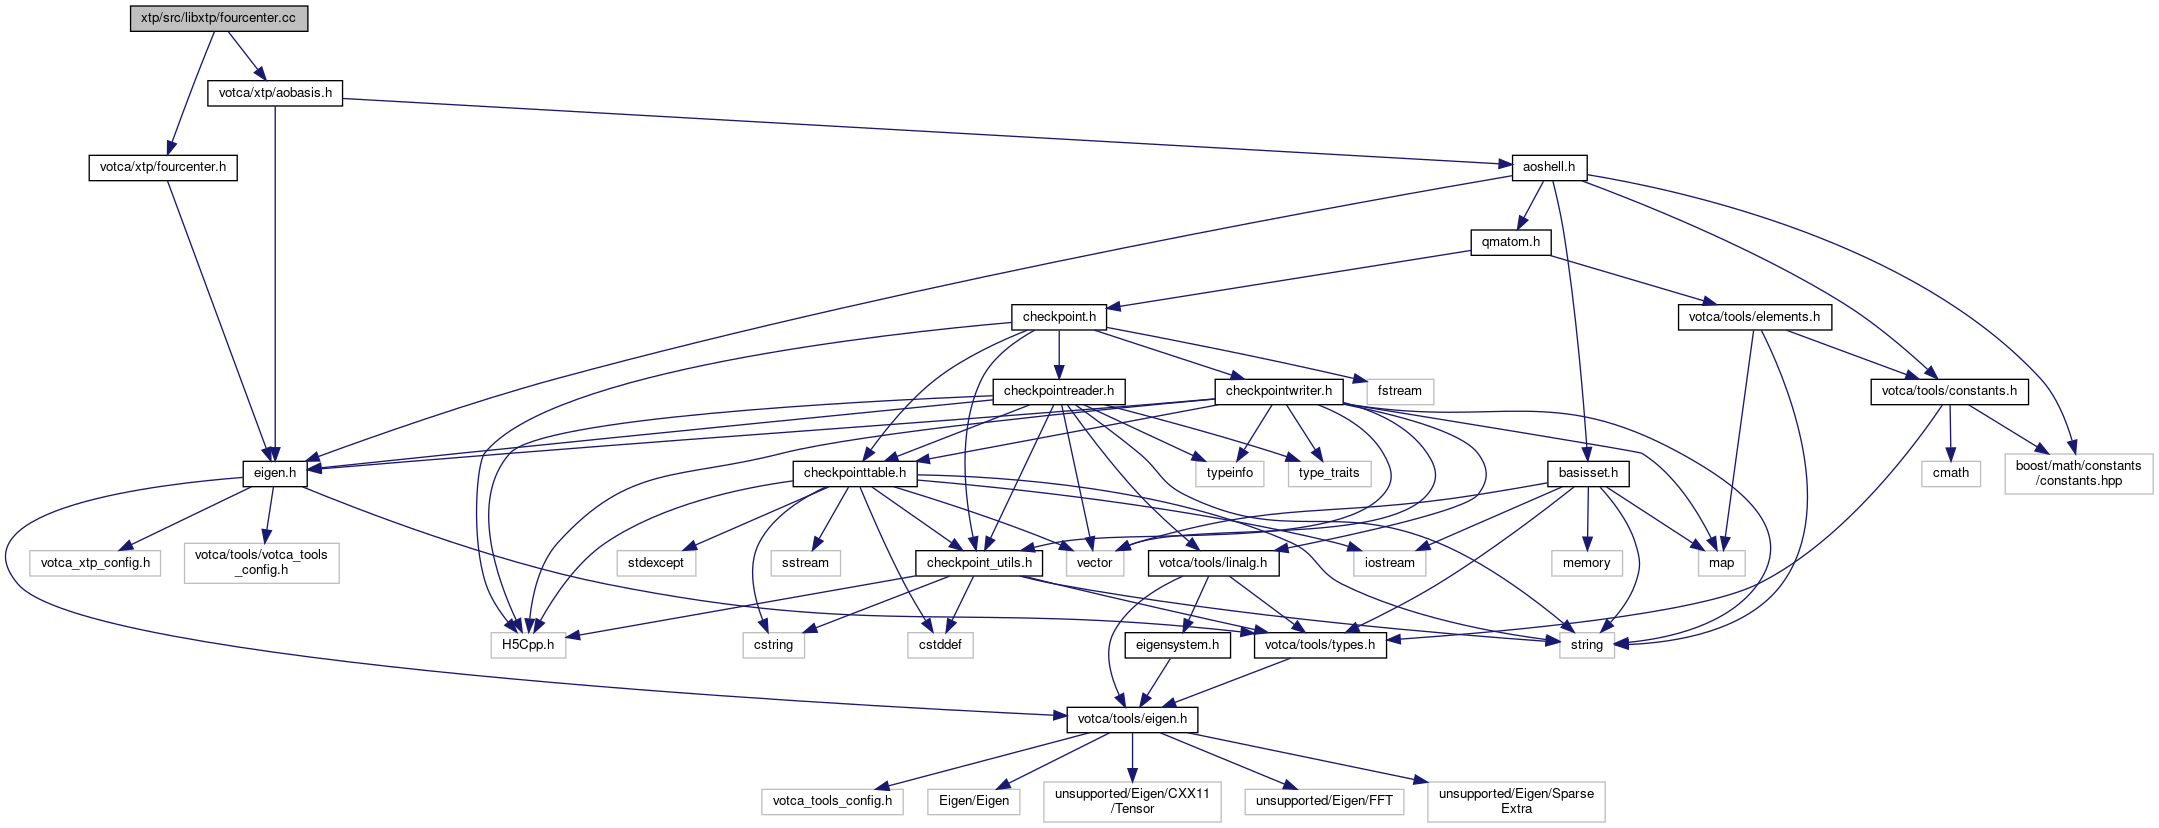 xtp/src/libxtp/fourcenter.cc
votca/xtp/aobasis.h
votca/xtp/fourcenter.h
aoshell.h
qmatom.h
checkpoint.h
votca/tools/elements.h
checkpointreader.h
checkpointwriter.h
fstream
votca/tools/constants.h
eigen.h
checkpointtable.h
typeinfo
type_traits
basisset.h
cmath
boost/math/constants
/constants.hpp
votca_xtp_config.h
votca/tools/votca_tools
_config.h
stdexcept
sstream
checkpoint_utils.h
vector
votca/tools/linalg.h
iostream
memory
map
H5Cpp.h
cstring
cstddef
eigensystem.h
votca/tools/types.h
string
votca/tools/eigen.h
votca_tools_config.h
Eigen/Eigen
unsupported/Eigen/CXX11
/Tensor
unsupported/Eigen/FFT
unsupported/Eigen/Sparse
Extra